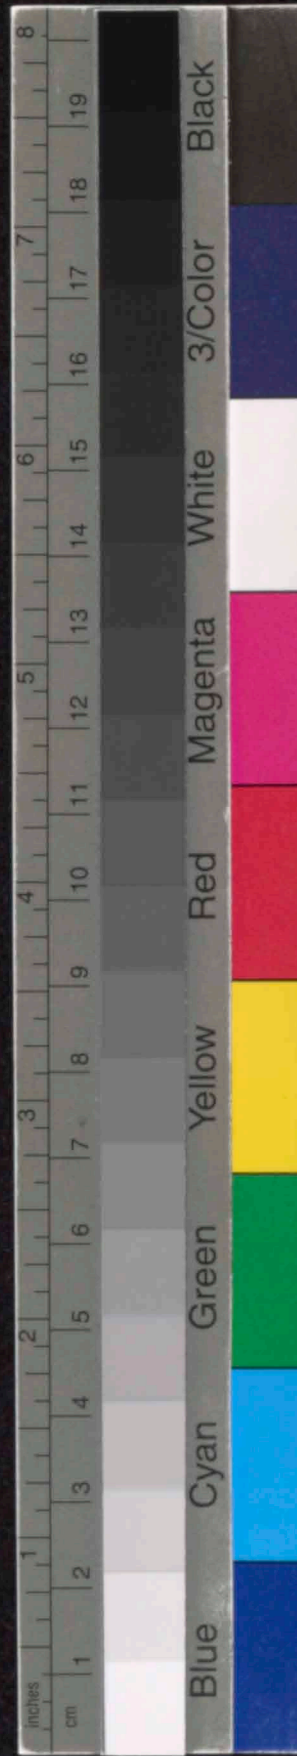 inches 1 2 3 4 5 6 7 8
cm 1 2 3 4 5 6 7 8 9 10 11 12 13 14 15 16 17 18 19
Blue Cyan Green Yellow Red Magenta White 3/Color Black